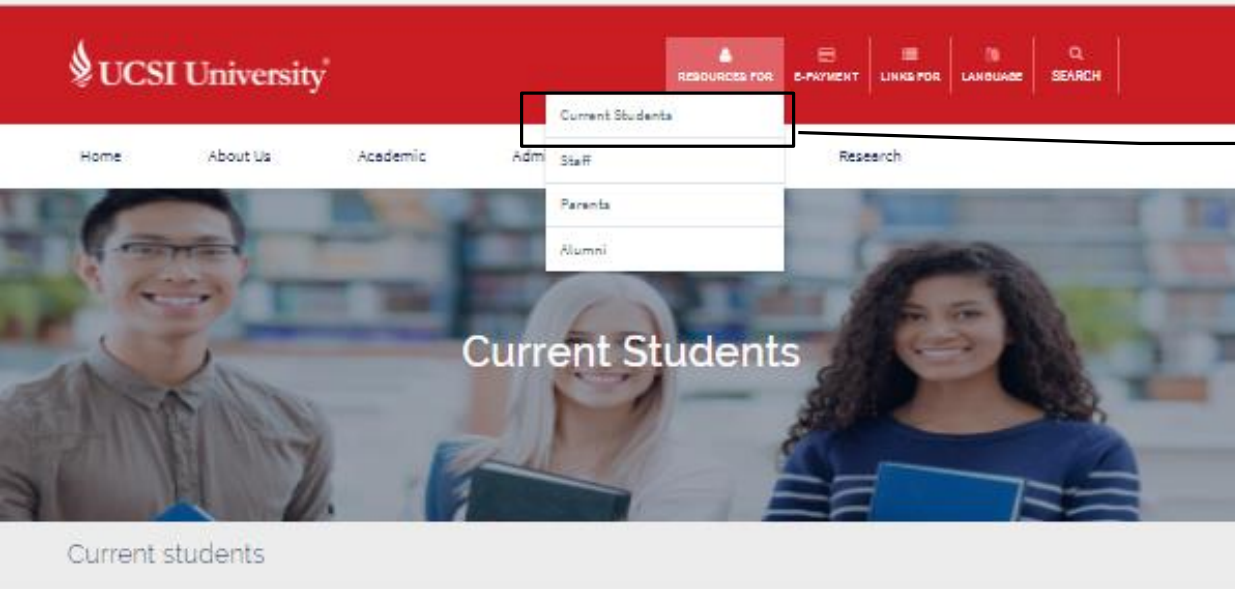 UCSI University
RESOURCES FOR
E-PAYMENT
LINKS FOR
LANGUAGE
SEARCH
Current Students
Home
About Us
Academic
Adm
Staff
Research
Parents
Alumni
Current Students
Current students